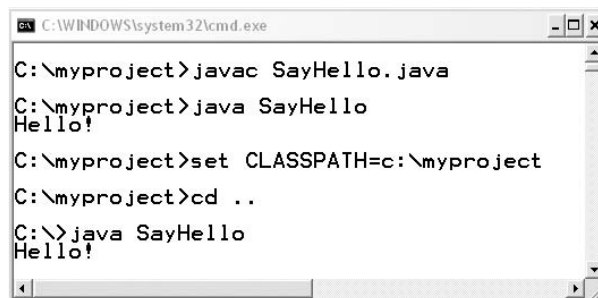 C:\WINDOWS\system32\cmd.exe
C:\myproject>javac SayHello.java
C:\myproject>java SayHello
Hello!
C:\myproject>set CLASSPATH=c:\myproject
C:\myproject>cd ..
C:\>java SayHello
Hello!